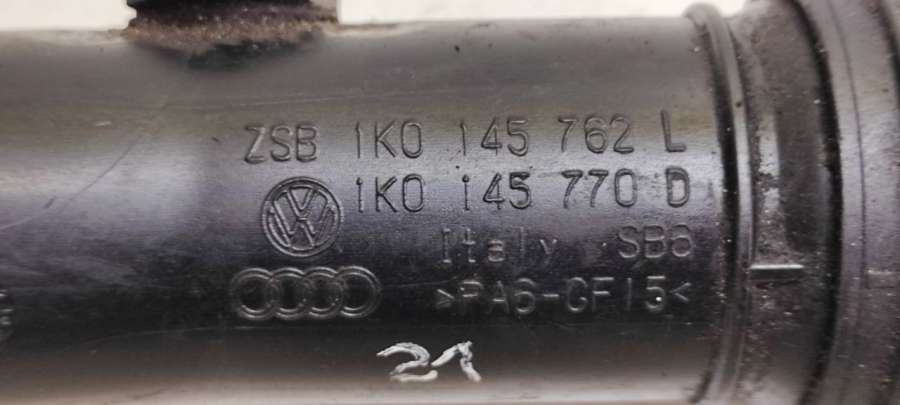 ZSB 1K0 145 762 L
1K0 145 770 D
Italy SB6
>PA6-GF15<
21